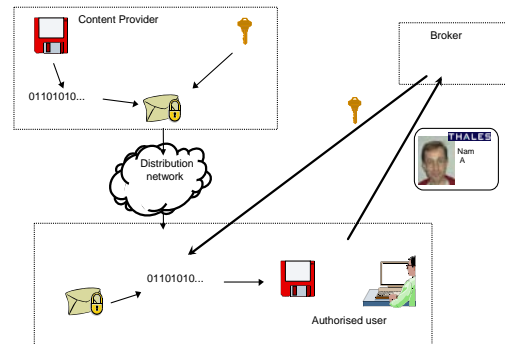 Content Provider
Broker
01101010...
THALES
Nam
A
Distribution
network
01101010...
Authorised user